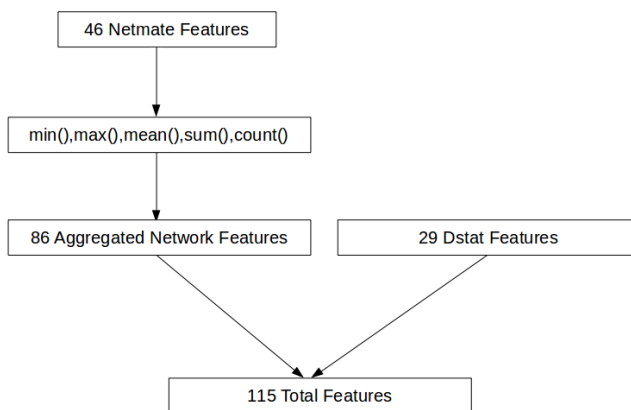 46 Netmate Features
min(),max(),mean(),sum(),count()
86 Aggregated Network Features
29 Dstat Features
115 Total Features